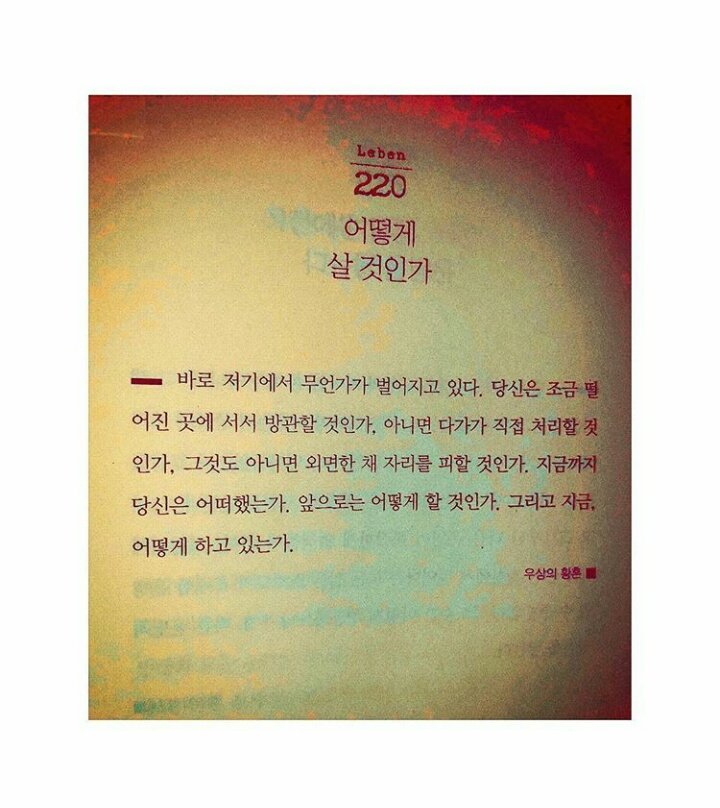 Leben
220
어떻게
살 것인가
바로 저기에서 무언가가 벌어지고 있다. 당신은 조금 떨
어진 곳에 서서 방관할 것인가, 아니면 다가가 직접 처리할 것
인가, 그것도 아니면 외면한 채 자리를 피할 것인가. 지금까지
당신은 어떠했는가. 앞으로는 어떻게 할 것인가. 그리고 지금,
어떻게 하고 있는가.
우상의 황혼